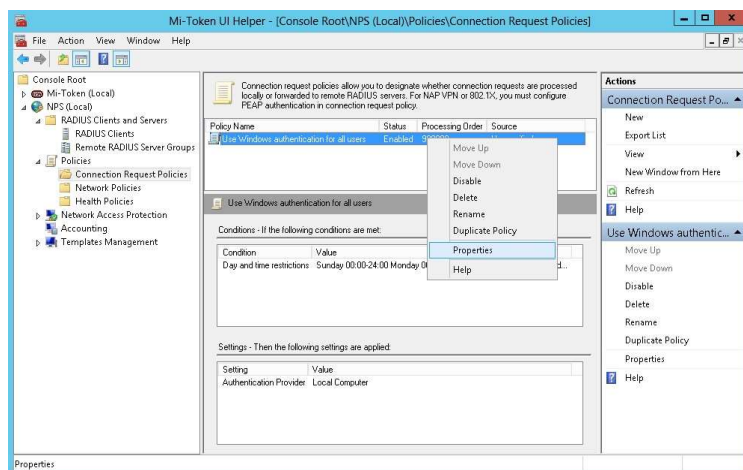 Mi-Token UI Helper - [Console Root\NPS (Local)\Policies\Connection Request Policies]
File Action View Window Help
Console Root
Mi-Token (Local)
NPS (Local)
RADIUS Clients and Servers
RADIUS Clients
Remote RADIUS Server Groups
Policies
Connection Request Policies
Network Policies
Health Policies
Network Access Protection
Accounting
Templates Management
Connection request policies allow you to designate whether connection requests are processed
locally or forwarded to remote RADIUS servers. For NAP VPN or 802.1X, you must configure
PEAP authentication in connection request policy.
Policy Name Status Processing Order Source
Use Windows authentication for all users Enabled
Move Up
Move Down
Disable
Delete
Rename
Duplicate Policy
Properties
Help
Use Windows authentication for all users
Conditions - If the following conditions are met:
Condition Value
Day and time restrictions Sunday 00:00-24:00 Monday 0 d...
Settings - Then the following settings are applied:
Setting Value
Authentication Provider Local Computer
Actions
Connection Request Po...
New
Export List
View
New Window from Here
Refresh
Help
Use Windows authentic...
Move Up
Move Down
Disable
Delete
Rename
Duplicate Policy
Properties
Help
Properties